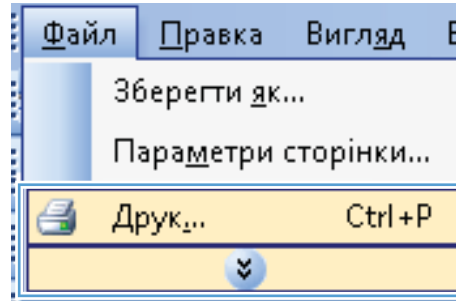 Файл Правка Вигляд
Зберегти як...
Параметри сторінки...
Друк... Ctrl+P